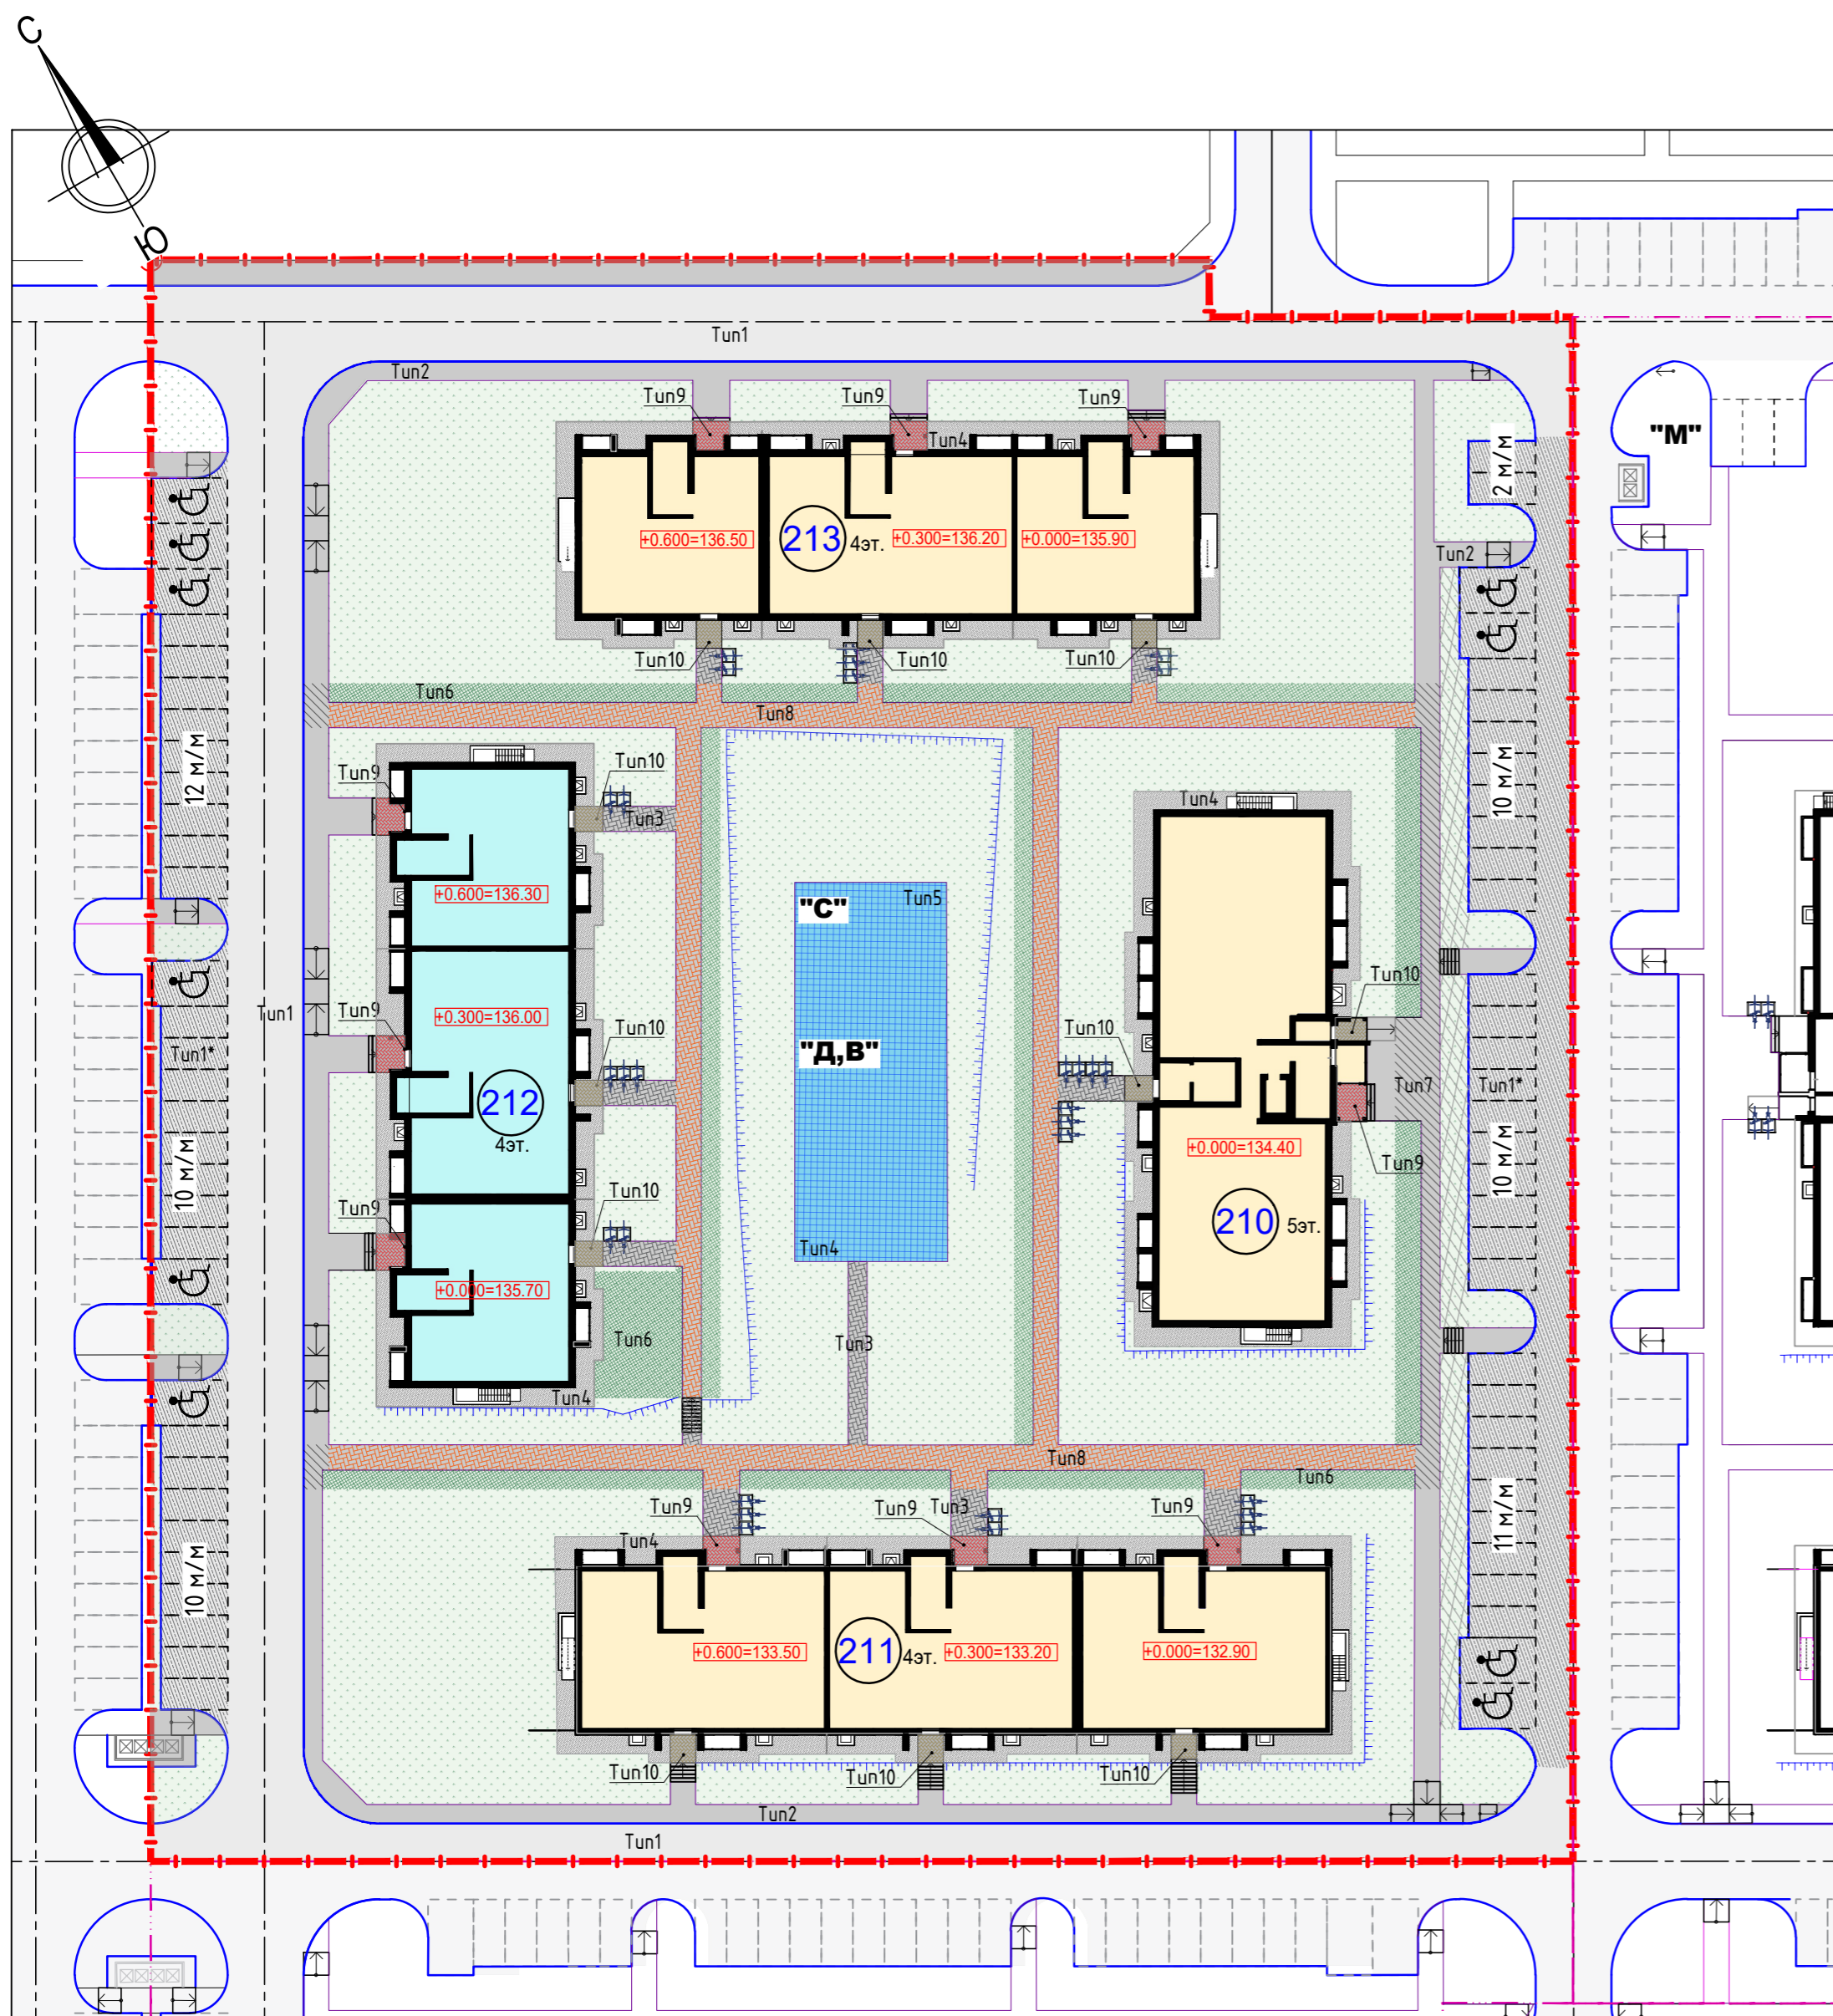 С
Ю
Тип1
Тип2
Тип9
Тип9
Тип9
Тип4
"М"
2 м/м
+0.600=136.50
213
4эт.
+0.300=136.20
+0.000=135.90
Тип2
Тип10
Тип10
Тип10
Тип6
Тип8
12 м/м
Тип9
Тип10
Тип3
10 м/м
Тип4
+0.600=136.30
"С"
Тип5
Тип10
Тип1
Тип9
+0.300=136.00
Тип10
Тип10
"Д,В"
Тип1*
Тип7
Тип1*
212
4эт.
+0.000=134.40
Тип9
10 м/м
10 м/м
Тип9
Тип10
210
5эт.
Тип4
+0.000=135.70
Тип6
Тип3
Тип4
Тип8
Тип6
Тип9
Тип9
Тип3
Тип9
11 м/м
Тип4
10 м/м
+0.600=133.50
211
4эт.
+0.300=133.20
+0.000=132.90
Тип10
Тип10
Тип10
Тип2
Тип1